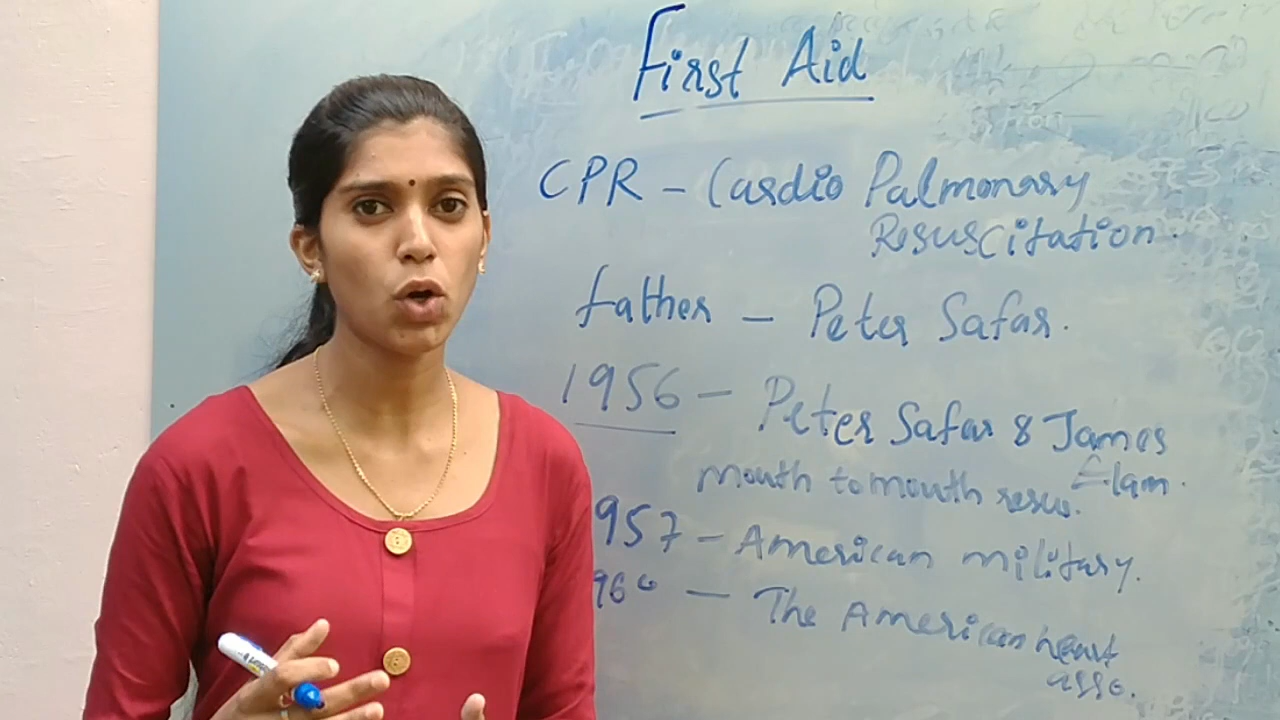 First Aid
CPR - Cardio Palmonary
Resuscitation.
father - Peter Safar.
1956 - Peter Safar & James
Elam.
mouth to mouth resu.
957 - American military.
960 - The American heart
asso.